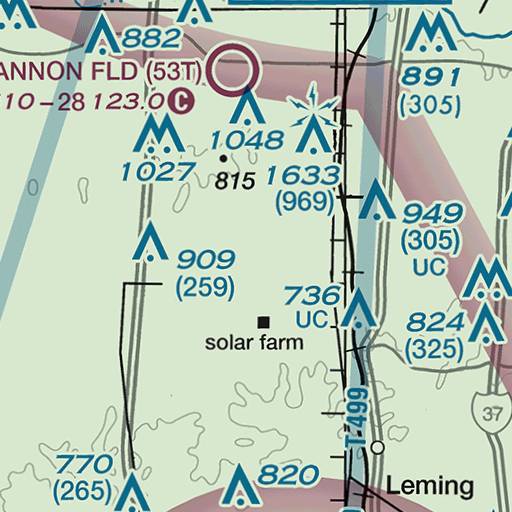 882
ANNON FLD (53T)
10-28 123.0 C
891
(305)
1048
1027
815
1633
(969)
949
(305)
UC
909
(259)
736
UC
824
(325)
solar farm
T-499
37
770
(265)
820
Leming
0